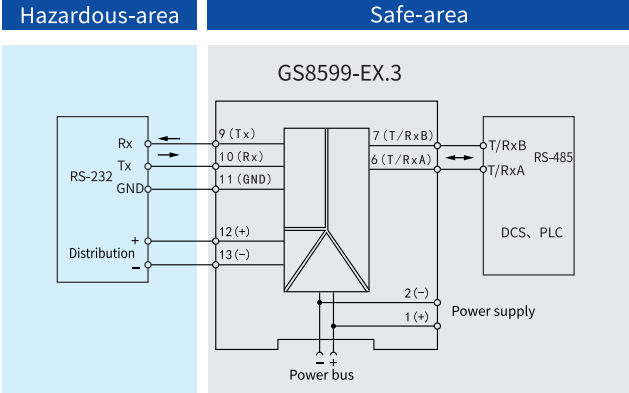 Hazardous-area
Safe-area
GS8599-EX.3
Rx
Tx
RS-232
GND
+
Distribution
−
9(Tx)
10(Rx)
11(GND)
12(+)
13(−)
7(T/RxB)
6(T/RxA)
T/RxB
RS-485
T/RxA
DCS、PLC
2(−)
1(+)
Power supply
− +
Power bus